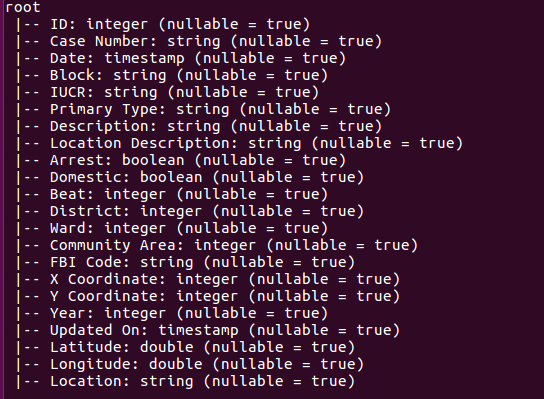 root
 |-- ID: integer (nullable = true)
 |-- Case Number: string (nullable = true)
 |-- Date: timestamp (nullable = true)
 |-- Block: string (nullable = true)
 |-- IUCR: string (nullable = true)
 |-- Primary Type: string (nullable = true)
 |-- Description: string (nullable = true)
 |-- Location Description: string (nullable = true)
 |-- Arrest: boolean (nullable = true)
 |-- Domestic: boolean (nullable = true)
 |-- Beat: integer (nullable = true)
 |-- District: integer (nullable = true)
 |-- Ward: integer (nullable = true)
 |-- Community Area: integer (nullable = true)
 |-- FBI Code: string (nullable = true)
 |-- X Coordinate: integer (nullable = true)
 |-- Y Coordinate: integer (nullable = true)
 |-- Year: integer (nullable = true)
 |-- Updated On: timestamp (nullable = true)
 |-- Latitude: double (nullable = true)
 |-- Longitude: double (nullable = true)
 |-- Location: string (nullable = true)